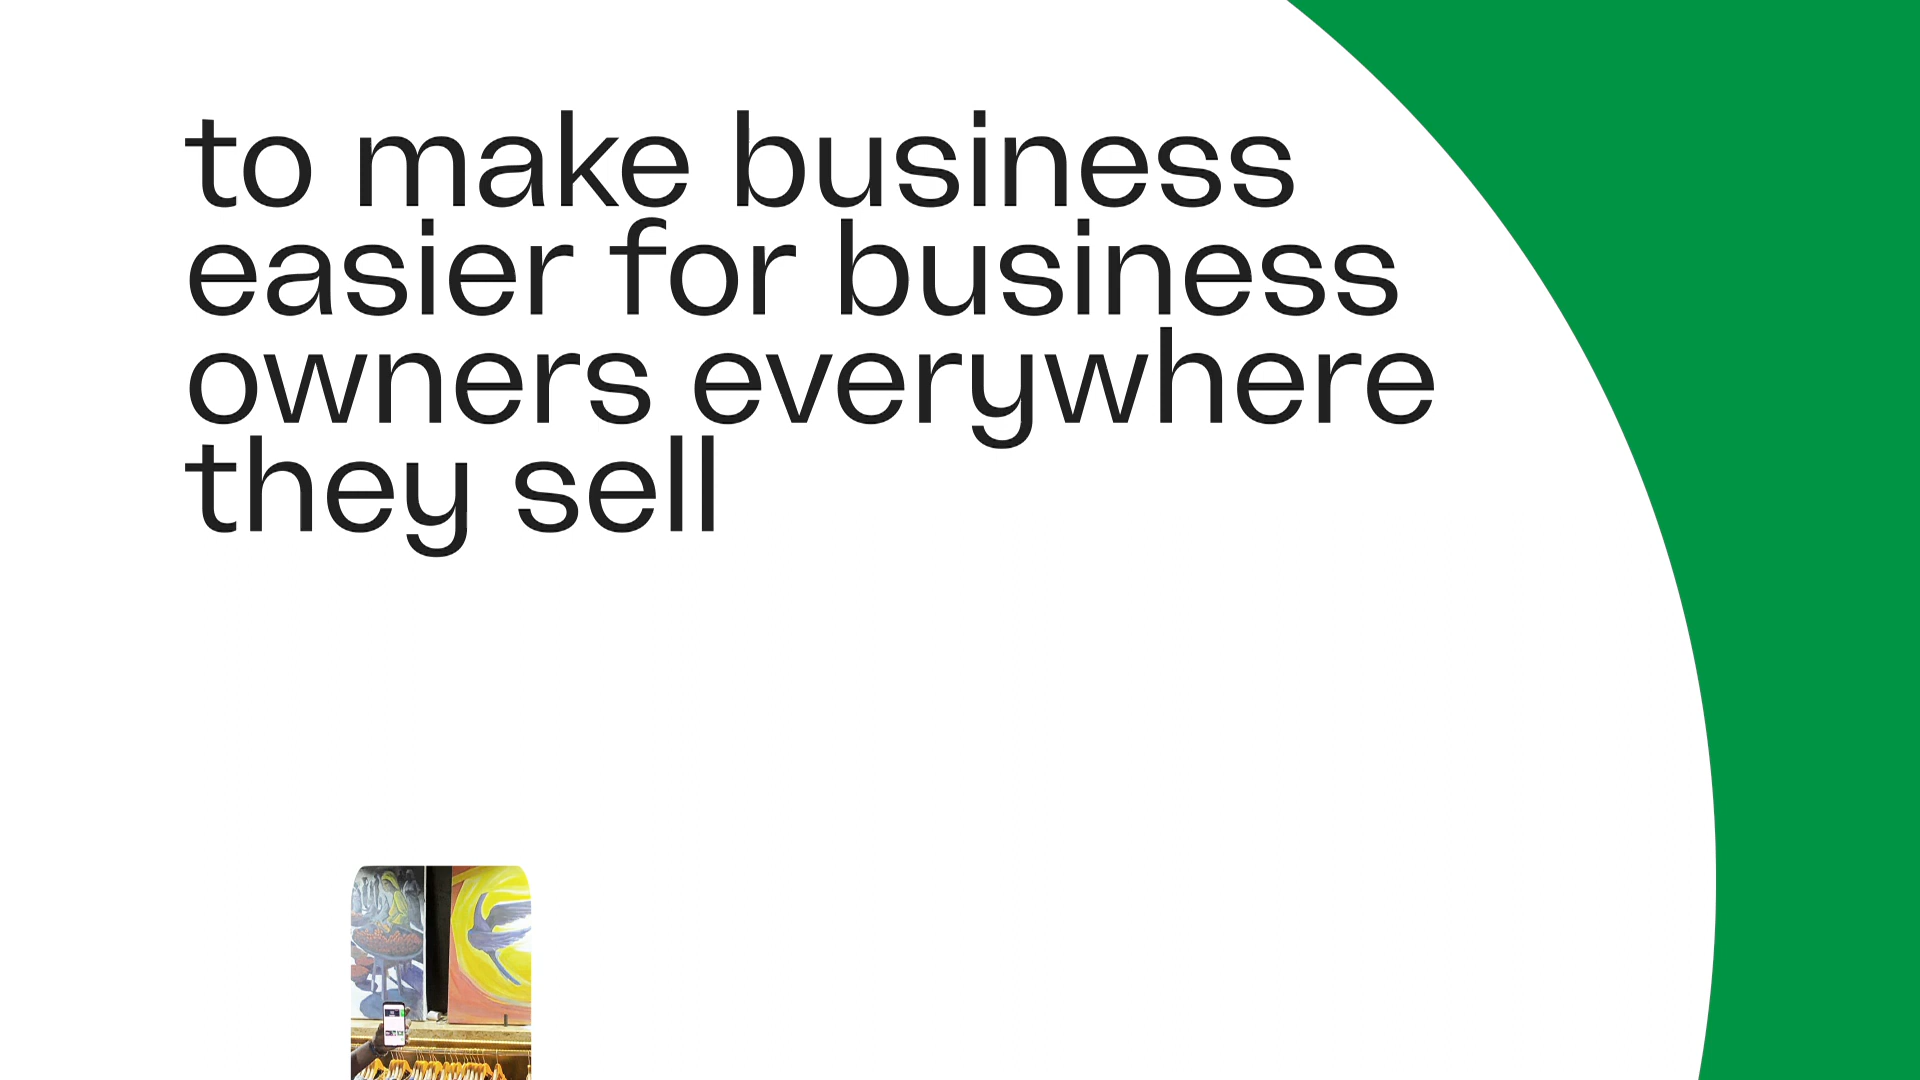 to make business
easier for business
owners everywhere
they sell